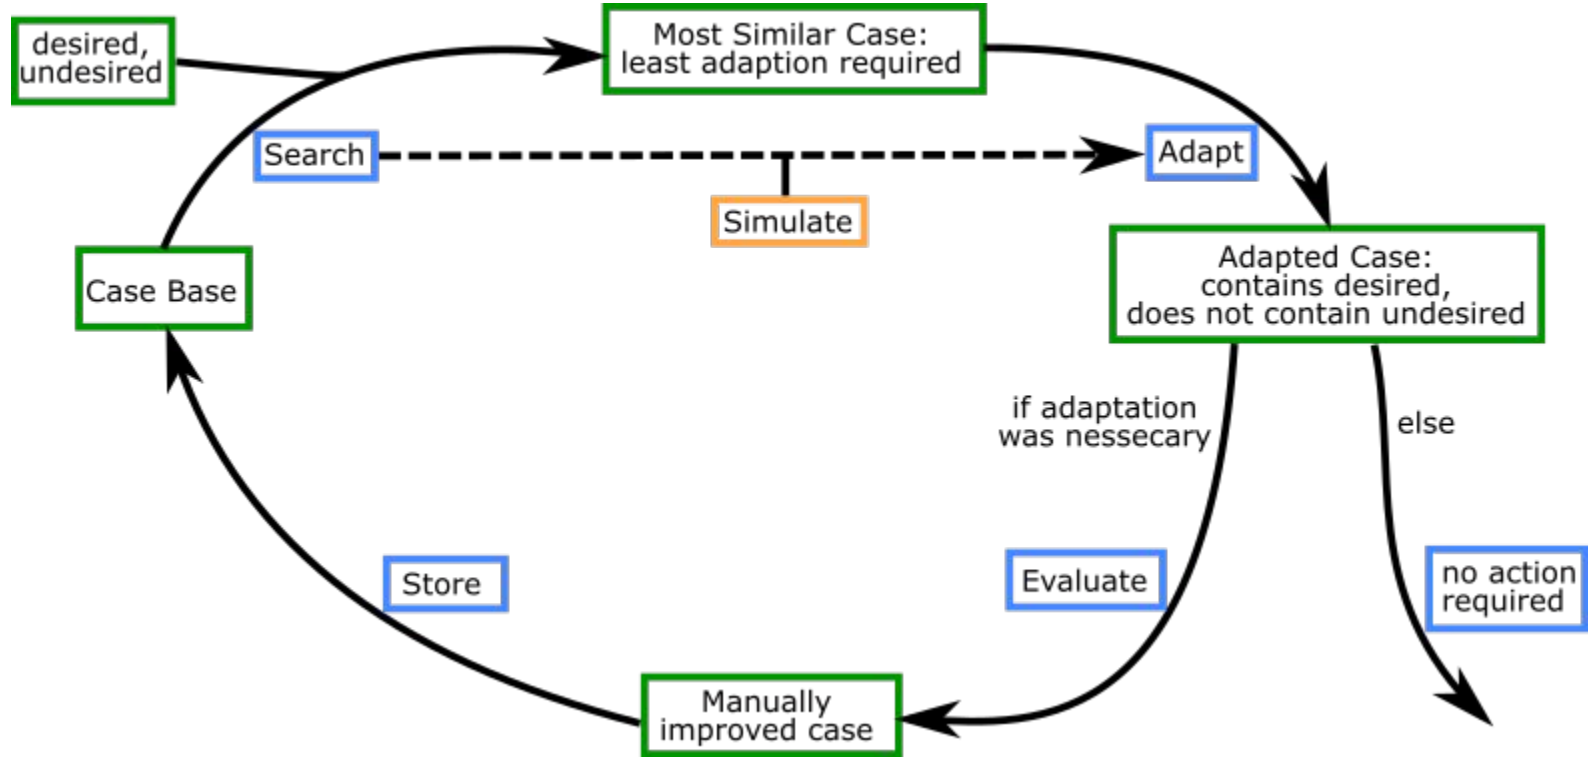 desired,
undesired
Most Similar Case:
least adaption required
Search
Adapt
Simulate
Case Base
Adapted Case:
contains desired,
does not contain undesired
if adaptation
was nessecary
else
Store
Evaluate
no action
required
Manually
improved case